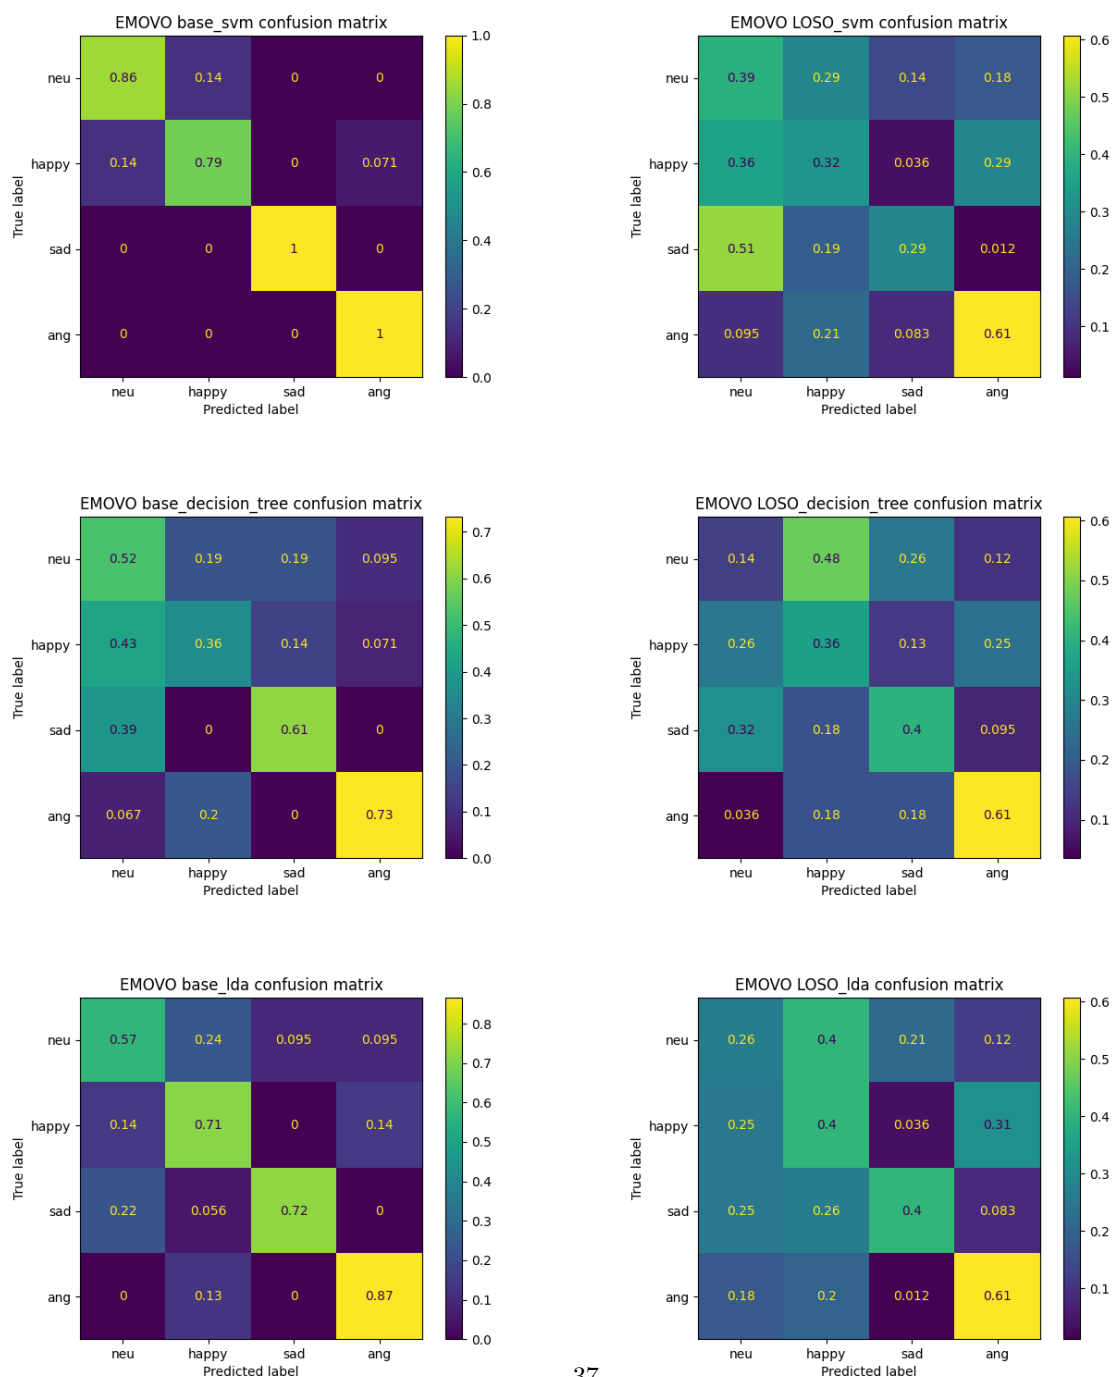 EMOVO base_svm confusion matrix
neu 0.86 0.14 0 0
happy 0.14 0.79 0 0.071
sad 0 0 1 0
ang 0 0 0 1
neu happy sad ang
Predicted label
True label
1.0
0.8
0.6
0.4
0.2
0.0
EMOVO LOSO_svm confusion matrix
neu 0.39 0.29 0.14 0.18
happy 0.36 0.32 0.036 0.29
sad 0.51 0.19 0.29 0.012
ang 0.095 0.21 0.083 0.61
neu happy sad ang
Predicted label
True label
0.6
0.5
0.4
0.3
0.2
0.1
EMOVO base_decision_tree confusion matrix
neu 0.52 0.19 0.19 0.095
happy 0.43 0.36 0.14 0.071
sad 0.39 0 0.61 0
ang 0.067 0.2 0 0.73
neu happy sad ang
Predicted label
True label
0.7
0.6
0.5
0.4
0.3
0.2
0.1
0.0
EMOVO LOSO_decision_tree confusion matrix
neu 0.14 0.48 0.26 0.12
happy 0.26 0.36 0.13 0.25
sad 0.32 0.18 0.4 0.095
ang 0.036 0.18 0.18 0.61
neu happy sad ang
Predicted label
True label
0.6
0.5
0.4
0.3
0.2
0.1
EMOVO base_lda confusion matrix
neu 0.57 0.24 0.095 0.095
happy 0.14 0.71 0 0.14
sad 0.22 0.056 0.72 0
ang 0 0.13 0 0.87
neu happy sad ang
Predicted label
True label
0.8
0.7
0.6
0.5
0.4
0.3
0.2
0.1
0.0
EMOVO LOSO_lda confusion matrix
neu 0.26 0.4 0.21 0.12
happy 0.25 0.4 0.036 0.31
sad 0.25 0.26 0.4 0.083
ang 0.18 0.2 0.012 0.61
neu happy sad ang
Predicted label
True label
0.6
0.5
0.4
0.3
0.2
0.1
37